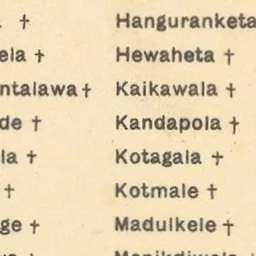 † Hanguranketa
ela † Hewaheta †
ntalawa † Kaikawala †
de † Kandapola †
la † Kotagala †
† Kotmale †
ge † Madulkele †